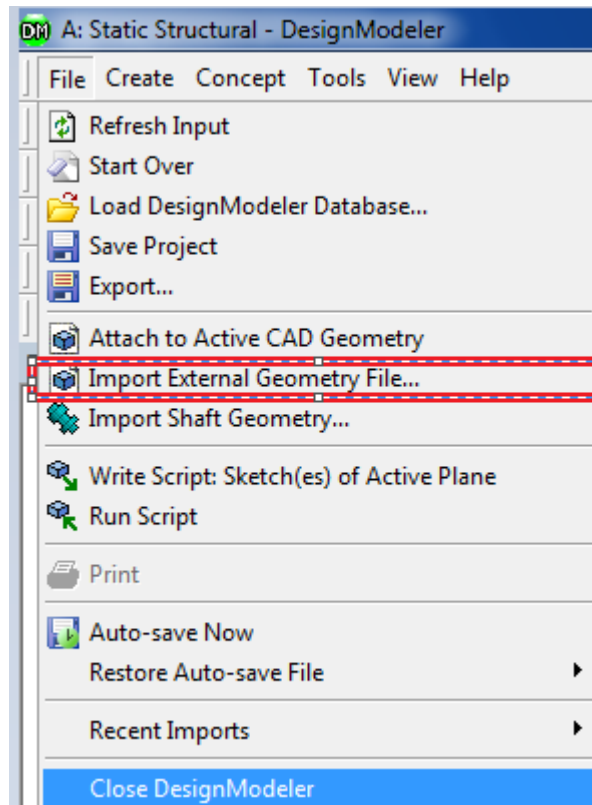 DM A: Static Structural - DesignModeler
File Create Concept Tools View Help
Refresh Input
Start Over
Load DesignModeler Database...
Save Project
Export...
Attach to Active CAD Geometry
Import External Geometry File...
Import Shaft Geometry...
Write Script: Sketch(es) of Active Plane
Run Script
Print
Auto-save Now
Restore Auto-save File
Recent Imports
Close DesignModeler